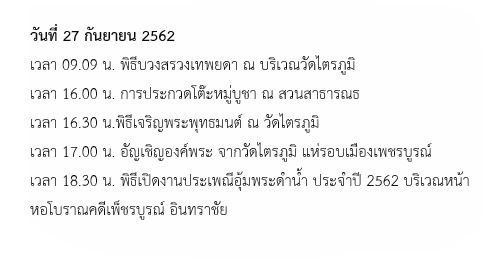 วันที่ 27 กันยายน 2562
เวลา 09.09 น. พิธีบวงสรวงเทพยดา ณ บริเวณวัดไตรภูมิ
เวลา 16.00 น. การประกวดโต๊ะหมู่บูชา ณ สวนสาธารณธ
เวลา 16.30 น.พิธีเจริญพระพุทธมนต์ ณ วัดไตรภูมิ
เวลา 17.00 น. อัญเชิญองค์พระ จากวัดไตรภูมิ แห่รอบเมืองเพชรบูรณ์
เวลา 18.30 น. พิธีเปิดงานประเพณีอุ้มพระดำน้ำ ประจำปี 2562 บริเวณหน้า
หอโบราณคดีเพ็ชรบูรณ์ อินทราชัย